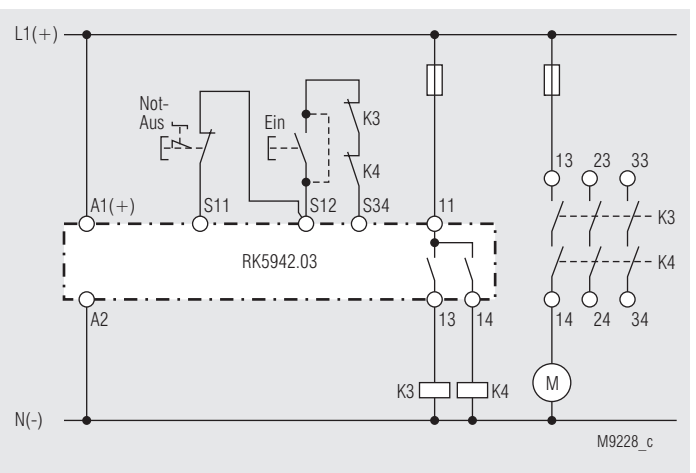 L1(+)
Not-
Aus
Ein
K3
K4
13 23 33
A1(+) S11 S12 S34 11
K3
RK5942.03
K4
A2 13 14 14 24 34
K3 K4 M
N(-)
M9228_c